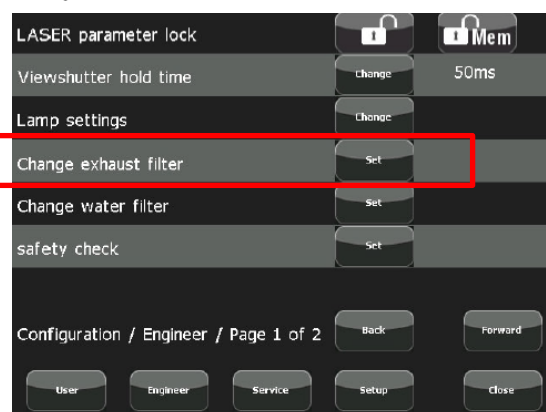 LASER parameter lock Mem
Viewshutter hold time Change 50ms
Lamp settings Change
Change exhaust filter Set
Change water filter Set
safety check Set
Configuration / Engineer / Page 1 of 2 Back Forward
User Engineer Service Setup Close